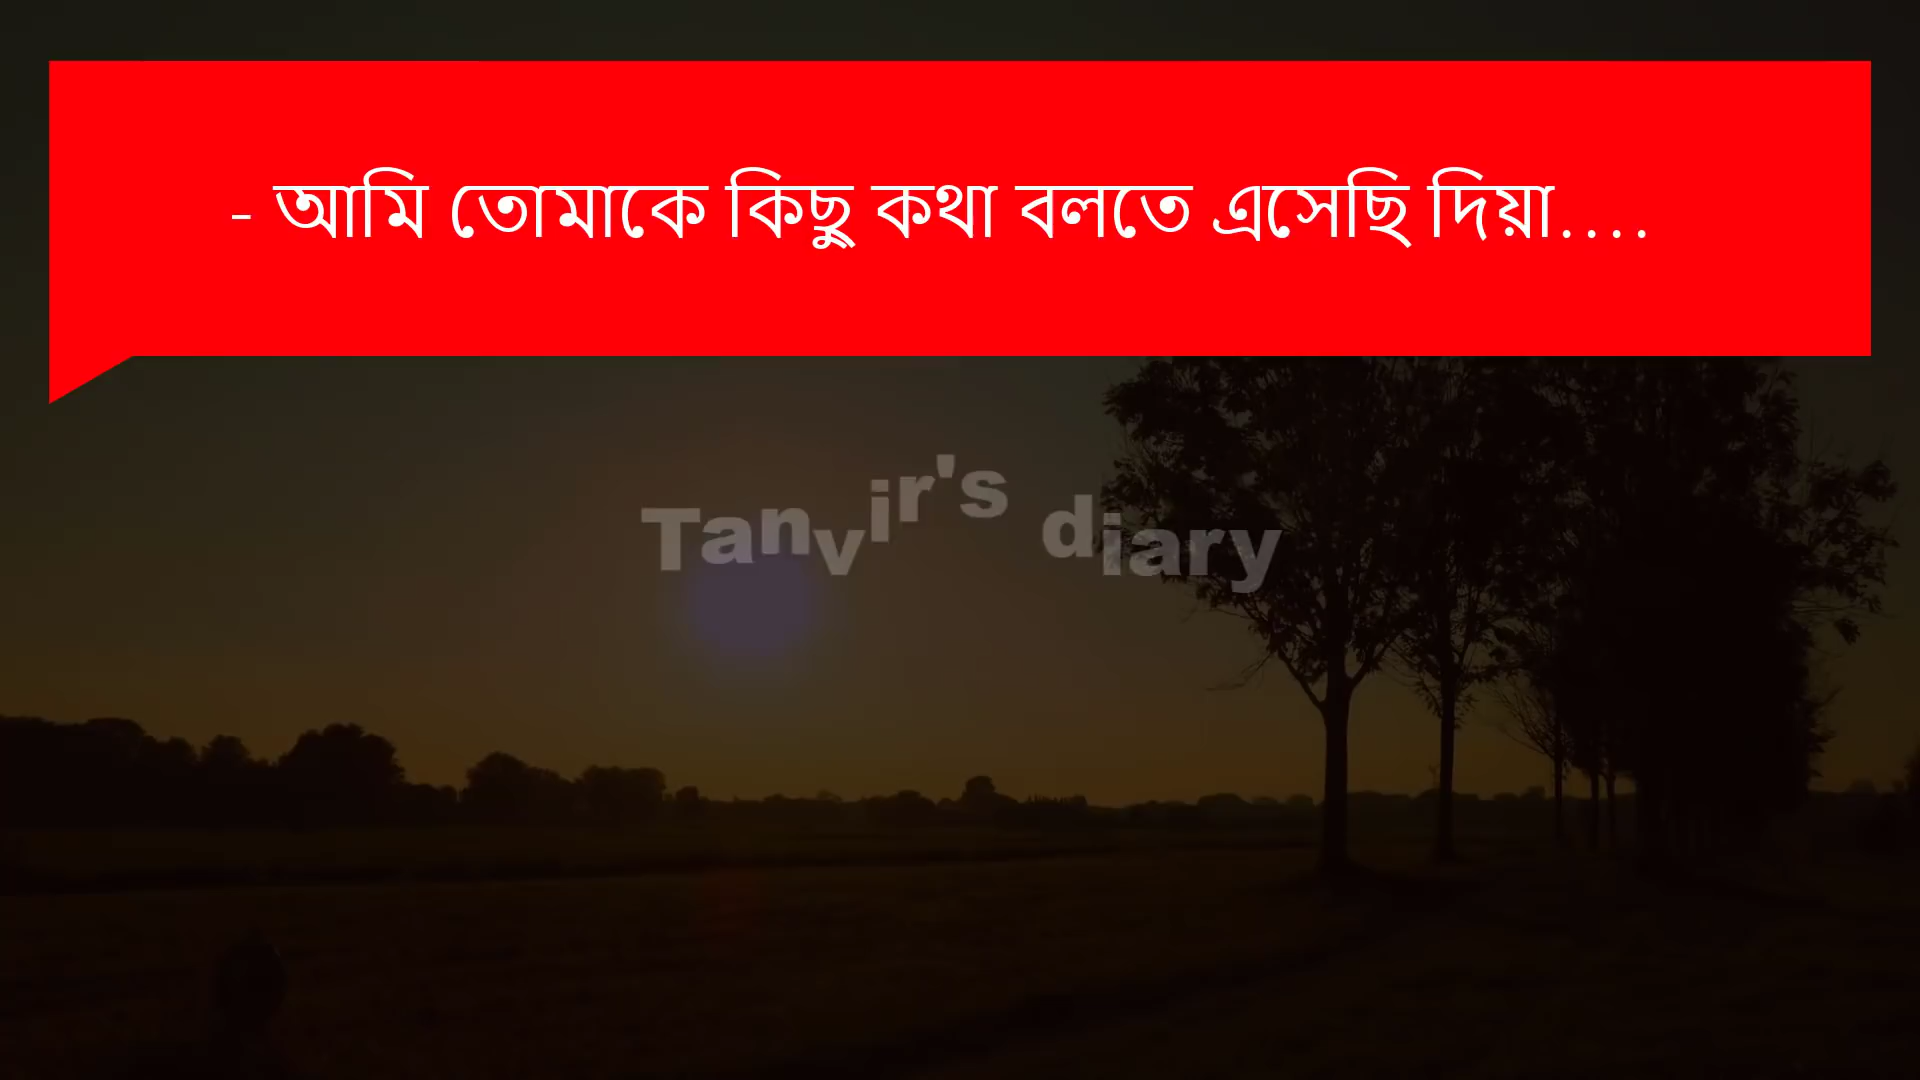 - আমি তোমাকে কিছু কথা বলতে এসেছি দিয়া....
Tanvir's diary